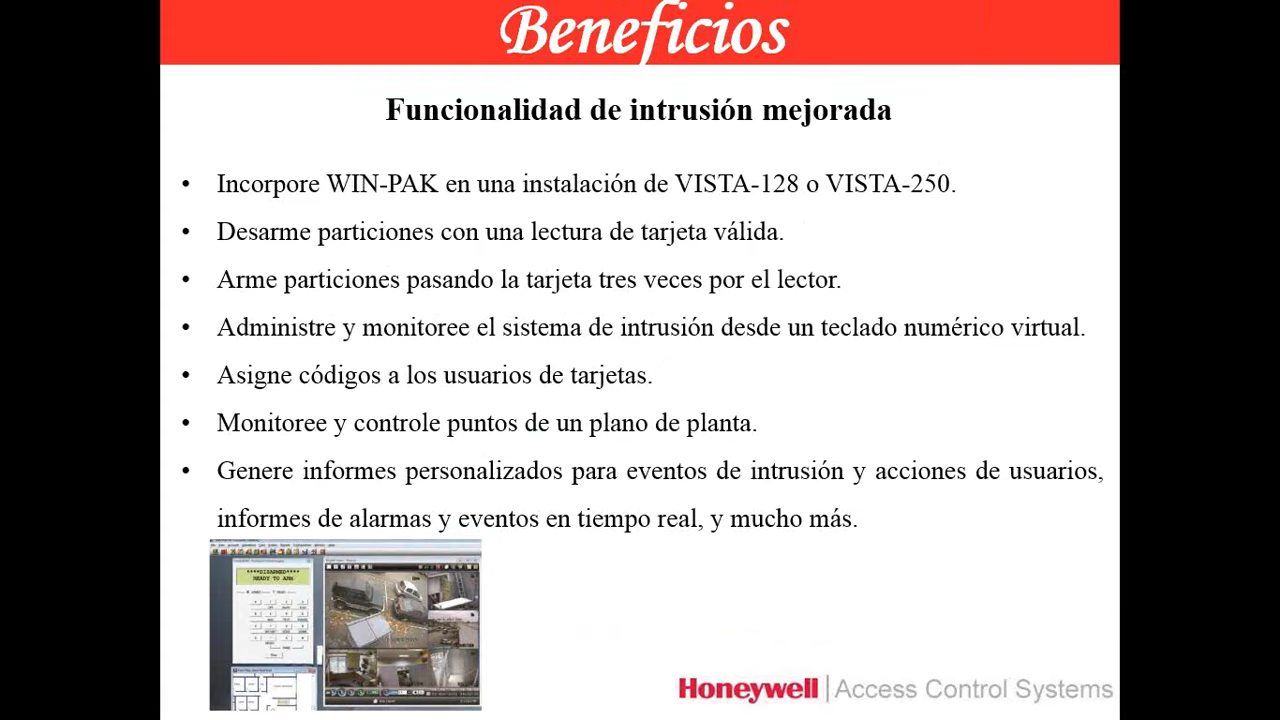 Beneficios
Funcionalidad de intrusión mejorada
• Incorpore WIN-PAK en una instalación de VISTA-128 o VISTA-250.
• Desarme particiones con una lectura de tarjeta válida.
• Arme particiones pasando la tarjeta tres veces por el lector.
• Administre y monitoree el sistema de intrusión desde un teclado numérico virtual.
• Asigne códigos a los usuarios de tarjetas.
• Monitoree y controle puntos de un plano de planta.
• Genere informes personalizados para eventos de intrusión y acciones de usuarios,
informes de alarmas y eventos en tiempo real, y mucho más.
****DISARMED****
READY TO ARM
Honeywell | Access Control Systems